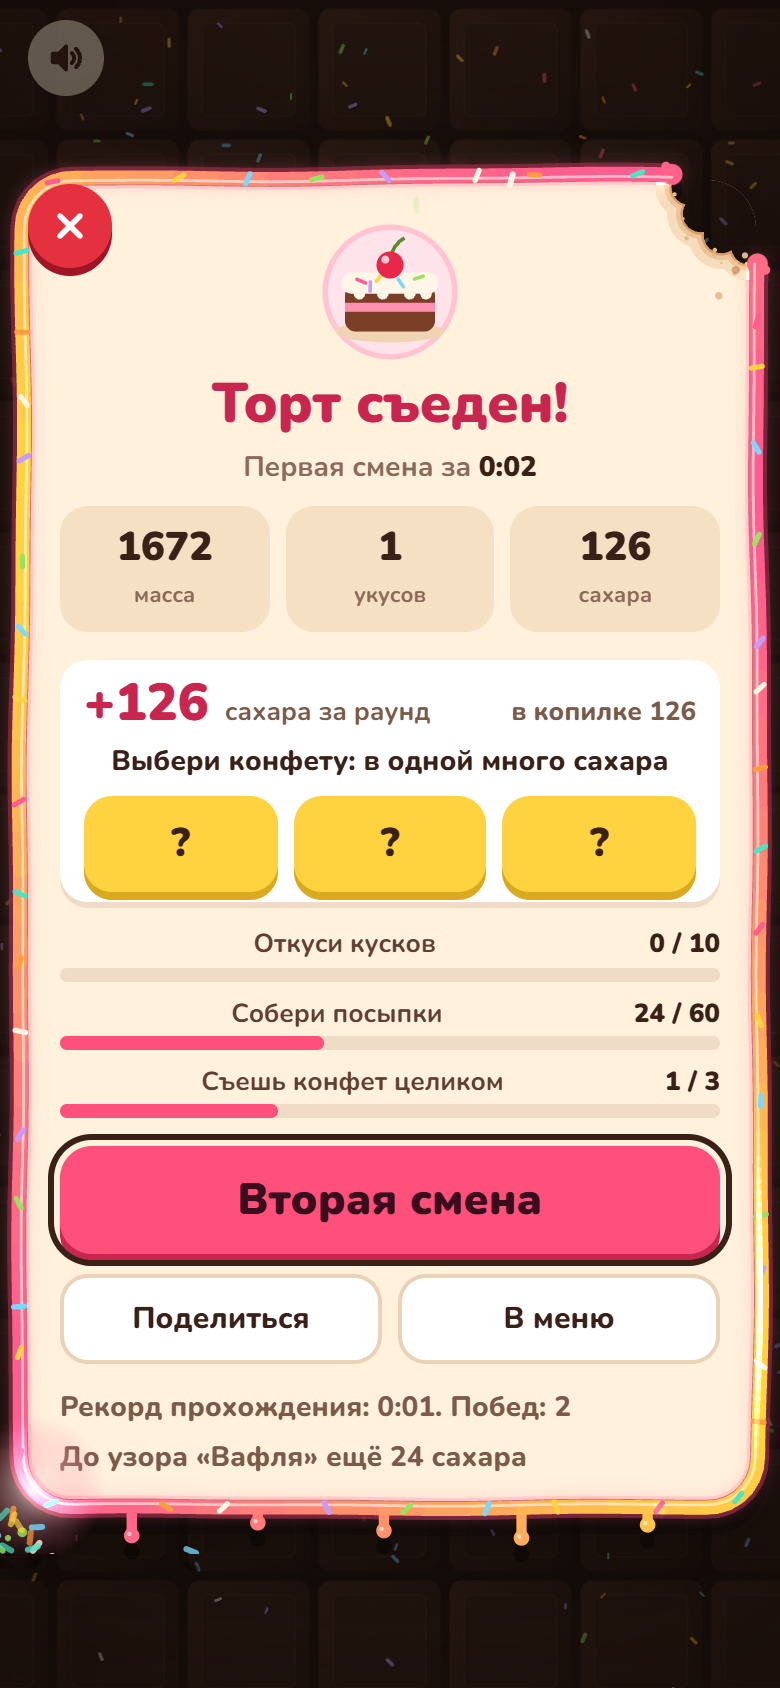 Торт съеден!
Первая смена за 0:02
1672 1 126
масса укусов сахара
+126 сахара за раунд в копилке 126
Выбери конфету: в одной много сахара
? ? ?
Откуси кусков 0 / 10
Собери посыпки 24 / 60
Съешь конфет целиком 1 / 3
Вторая смена
Поделиться В меню
Рекорд прохождения: 0:01. Побед: 2
До узора «Вафля» ещё 24 сахара